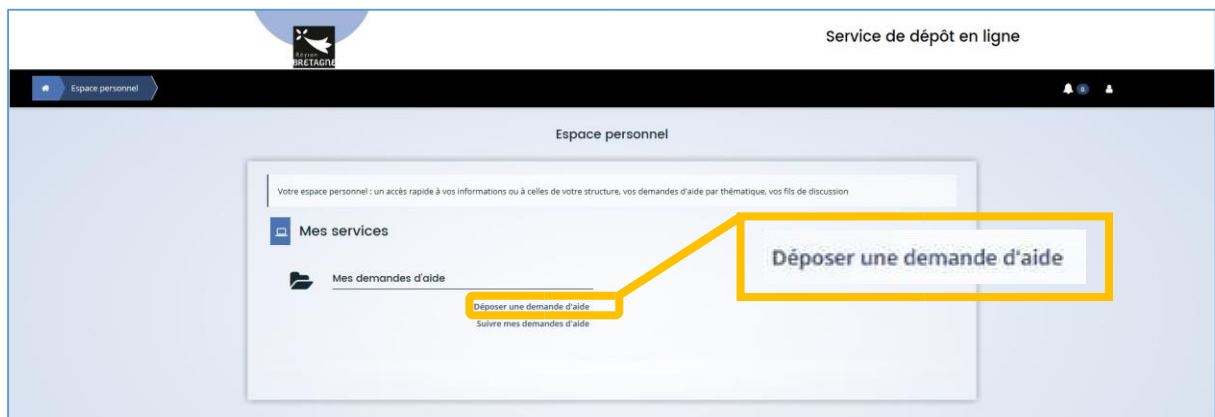 Région
BRETAGNE
Service de dépôt en ligne
Espace personnel
0
Espace personnel
Votre espace personnel : un accès rapide à vos informations ou à celles de votre structure, vos demandes d'aide par thématique, vos fils de discussion
Mes services
Mes demandes d'aide
Déposer une demande d'aide
Suivre mes demandes d'aide
Déposer une demande d'aide